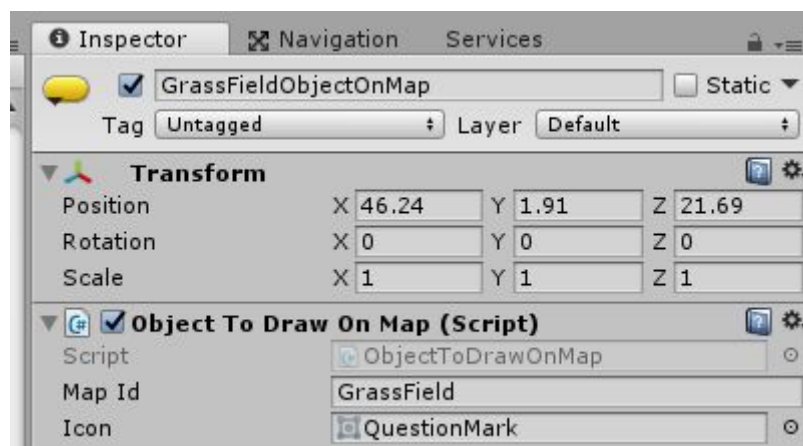 Inspector Navigation Services
GrassFieldObjectOnMap Static
Tag Untagged Layer Default
Transform
Position X 46.24 Y 1.91 Z 21.69
Rotation X 0 Y 0 Z 0
Scale X 1 Y 1 Z 1
C# Object To Draw On Map (Script)
Script ObjectToDrawOnMap
Map Id GrassField
Icon QuestionMark